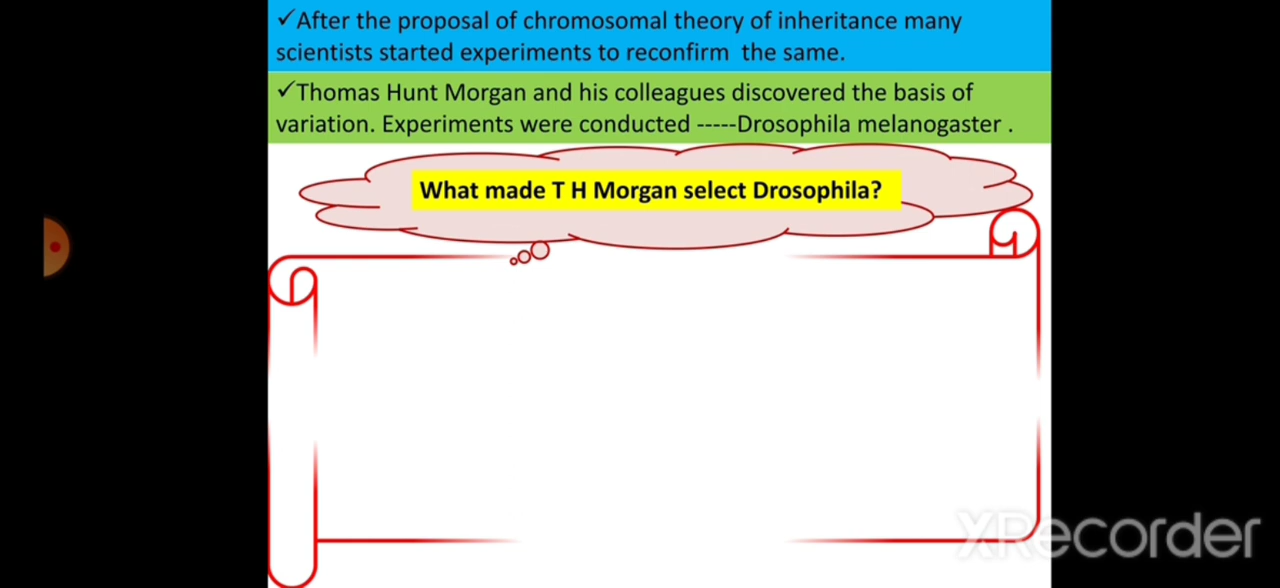 ✓After the proposal of chromosomal theory of inheritance many
scientists started experiments to reconfirm the same.
✓Thomas Hunt Morgan and his colleagues discovered the basis of
variation. Experiments were conducted -----Drosophila melanogaster .
What made T H Morgan select Drosophila?
XRecorder